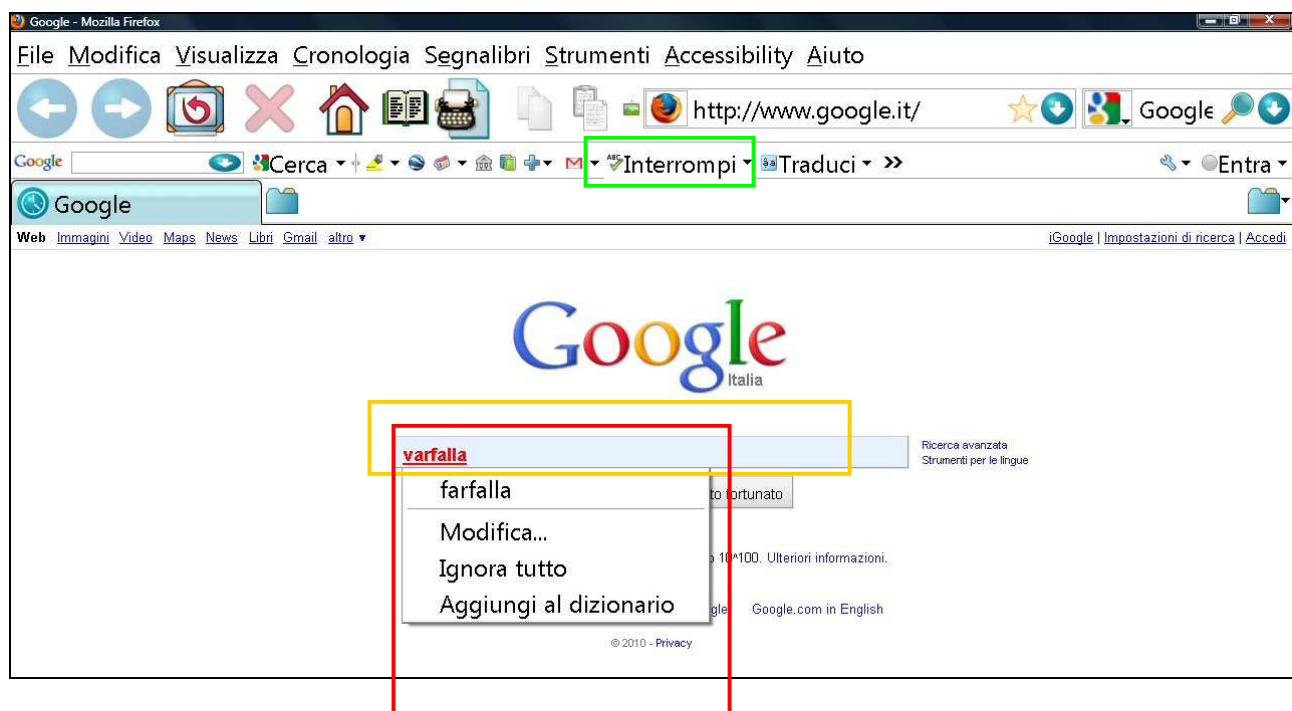 Google - Mozilla Firefox
File Modifica Visualizza Cronologia Segnalibri Strumenti Accessibility Aiuto
http://www.google.it/ Google
Google Cerca ABC Interrompi Traduci » Entra
Google
Web Immagini Video Maps News Libri Gmail altro ▼ iGoogle | Impostazioni di ricerca | Accedi
Google
Italia
varfalla
Ricerca avanzata
Strumenti per le lingue
farfalla
to fortunato
Modifica...
10^100. Ulteriori informazioni.
Ignora tutto
Aggiungi al dizionario
gle Google.com in English
© 2010 - Privacy